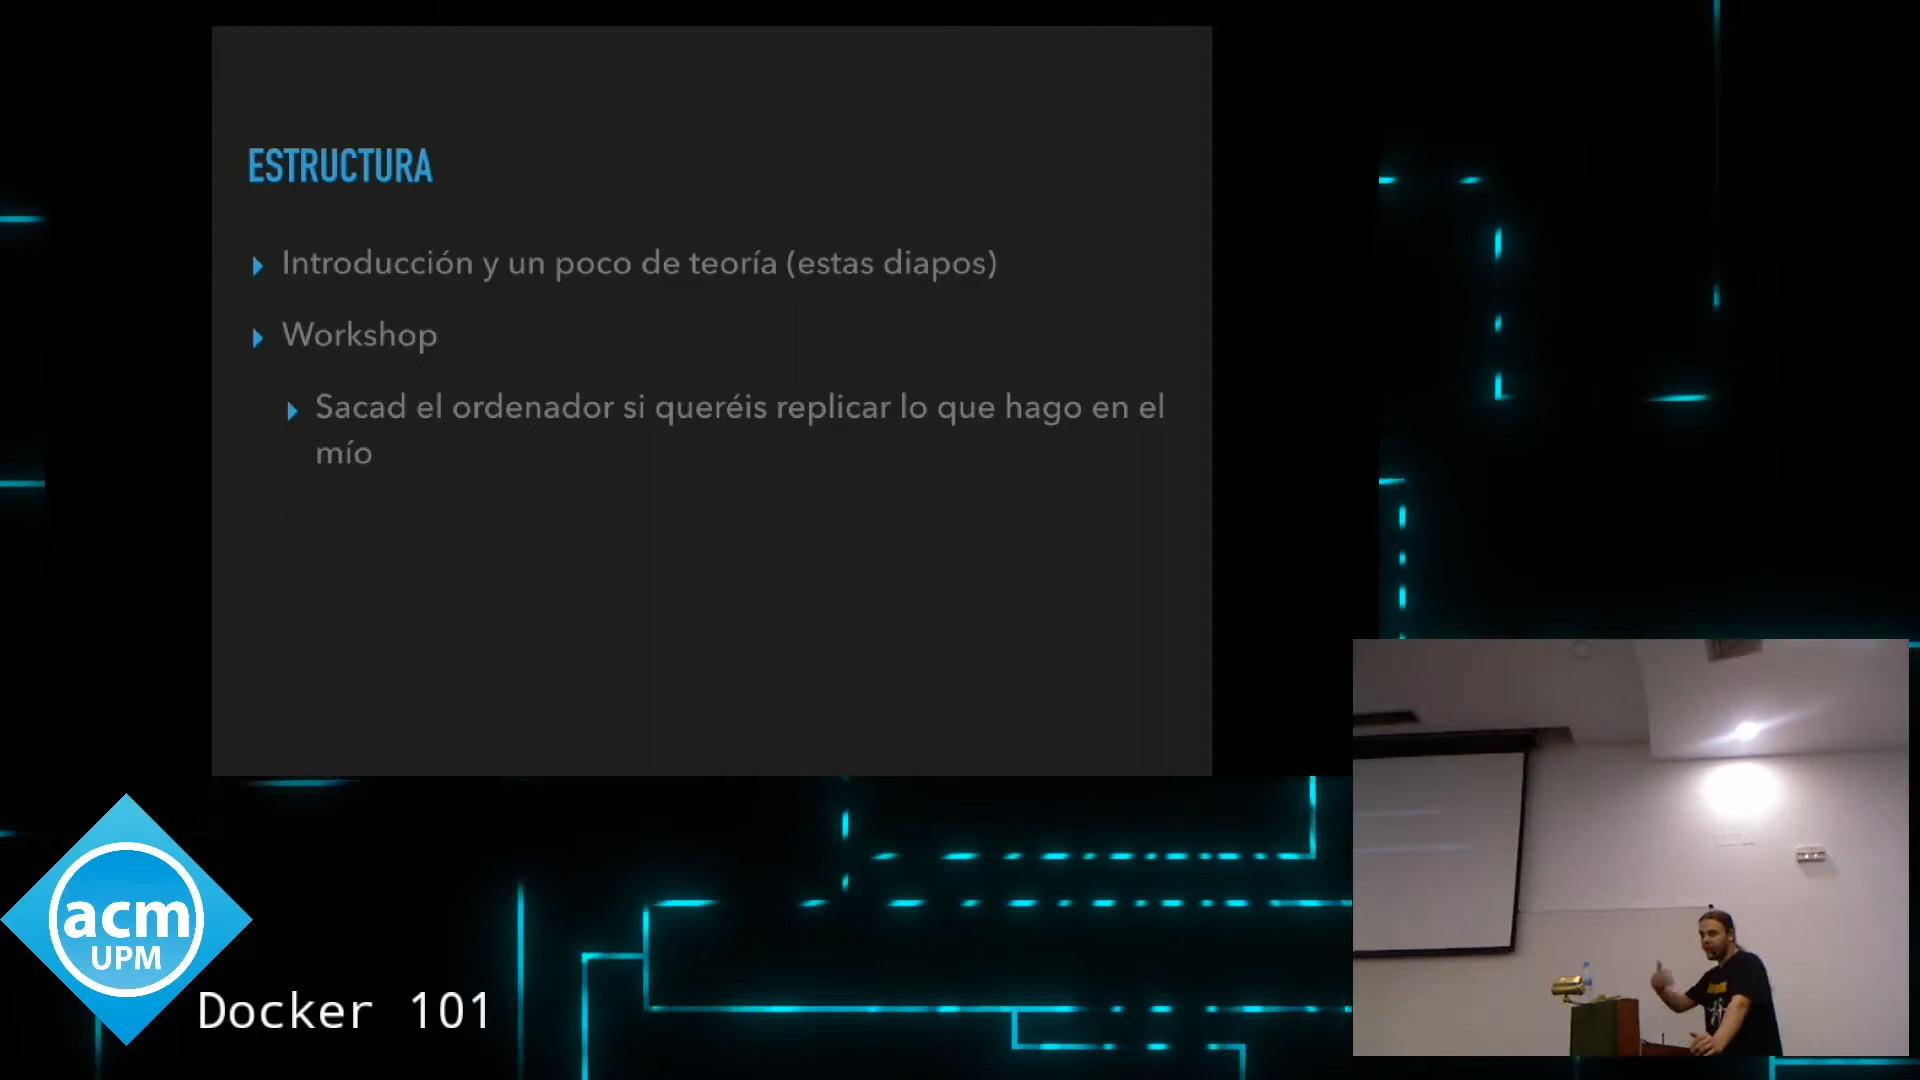 ESTRUCTURA
Introducción y un poco de teoría (estas diapos)
Workshop
Sacad el ordenador si queréis replicar lo que hago en el
mío
acm
UPM
Docker 101